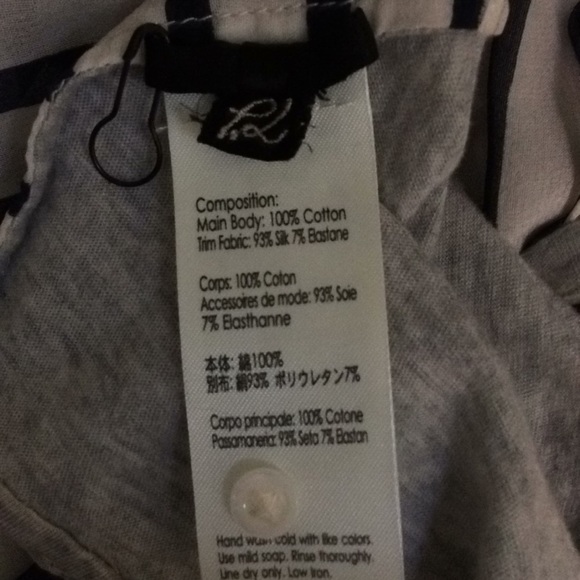 Composition:
Main Body: 100% Cotton
Trim Fabric: 93% Silk 7% Elastane
Corps: 100% Coton
Accessoires de mode: 93% Soie
7% Elasthanne
本体: 綿100%
別布: 絹93% ポリウレタン7%
Corpo principale: 100% Cotone
Passamaneria: 93% Seta 7% Elastan
Hand wash cold with like colors.
Use mild soap. Rinse thoroughly.
Line dry only. Low Iron.